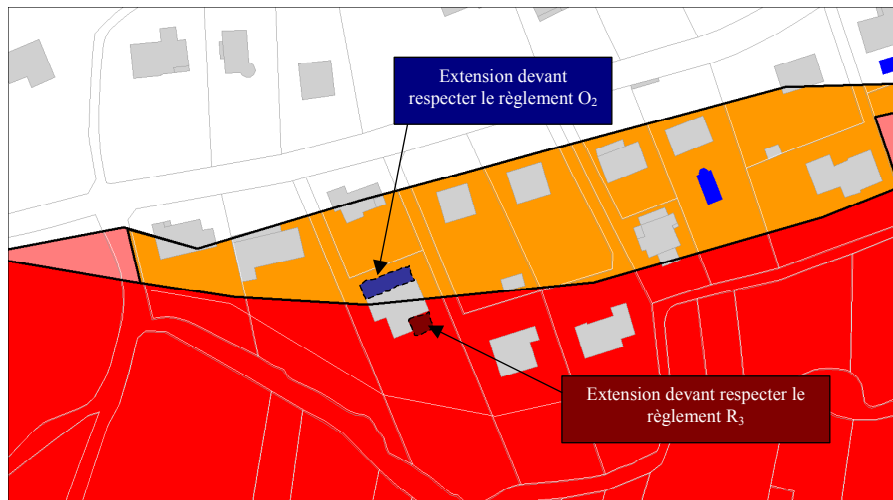 Extension devant
respecter le règlement O₂
Extension devant respecter le
règlement R₃